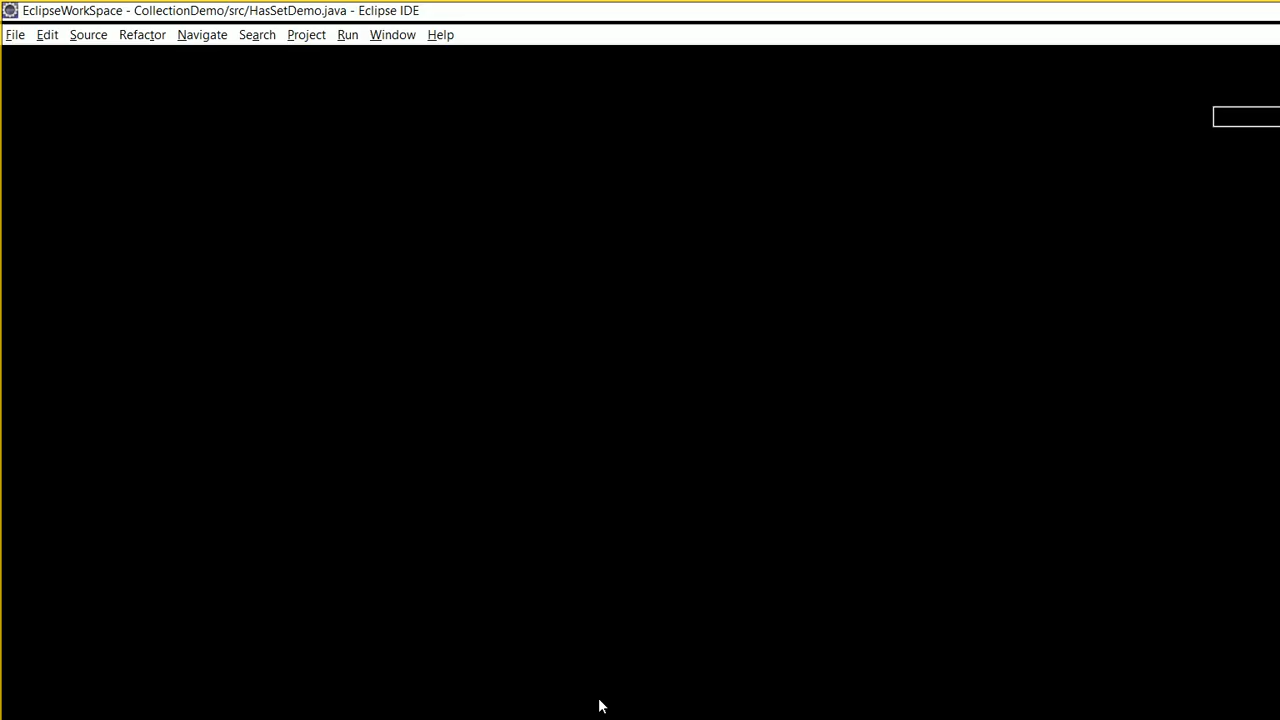 EclipseWorkSpace - CollectionDemo/src/HasSetDemo.java - Eclipse IDE
File Edit Source Refactor Navigate Search Project Run Window Help